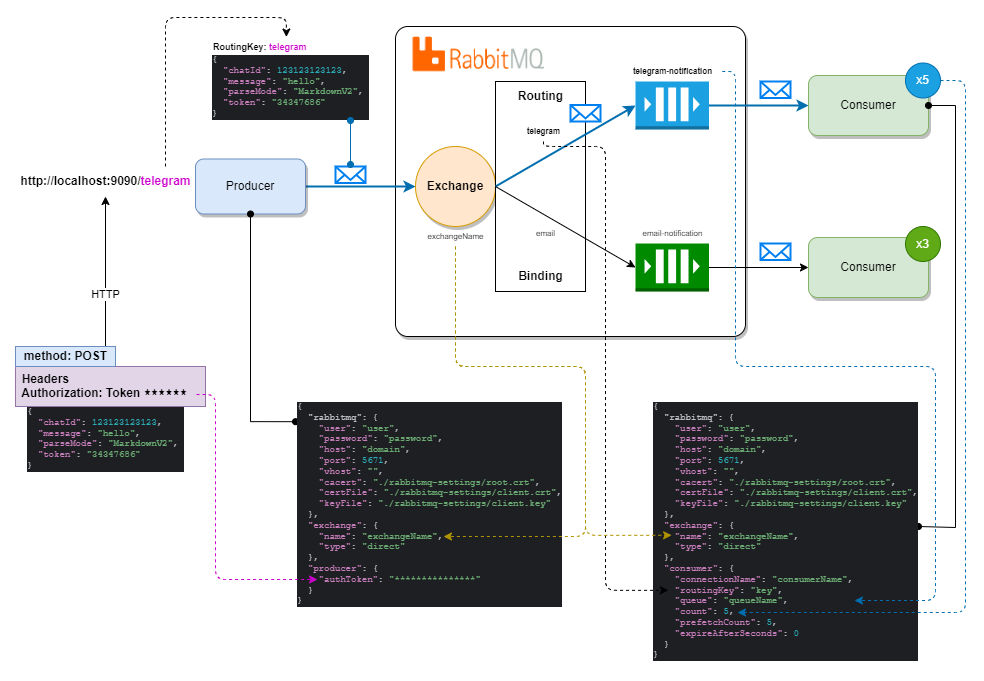 RoutingKey: telegram
{
"chatId": 123123123123,
"message": "hello",
"parseMode": "MarkdownV2",
"token": "34347686"
}
RabbitMQ
telegram-notification
x5
Consumer
Routing
telegram
http://localhost:9090/telegram
Producer
Exchange
exchangeName
email
email-notification
Binding
x3
Consumer
HTTP
method: POST
Headers
Authorization: Token ******
{
"chatId": 123123123123,
"message": "hello",
"parseMode": "MarkdownV2",
"token": "34347686"
}
{
"rabbitmq": {
"user": "user",
"password": "password",
"host": "domain",
"port": 5671,
"vhost": "",
"cacert": "./rabbitmq-settings/root.crt",
"certFile": "./rabbitmq-settings/client.crt",
"keyFile": "./rabbitmq-settings/client.key"
},
"exchange": {
"name": "exchangeName",
"type": "direct"
},
"producer": {
"authToken": "***************"
}
}
{
"rabbitmq": {
"user": "user",
"password": "password",
"host": "domain",
"port": 5671,
"vhost": "",
"cacert": "./rabbitmq-settings/root.crt",
"certFile": "./rabbitmq-settings/client.crt",
"keyFile": "./rabbitmq-settings/client.key"
},
"exchange": {
"name": "exchangeName",
"type": "direct"
},
"consumer": {
"connectionName": "consumerName",
"routingKey": "key",
"queue": "queueName",
"count": 5,
"prefetchCount": 5,
"expireAfterSeconds": 0
}
}